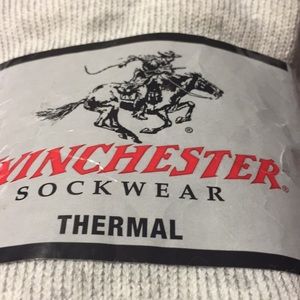 ®
WINCHESTER®
SOCKWEAR
THERMAL